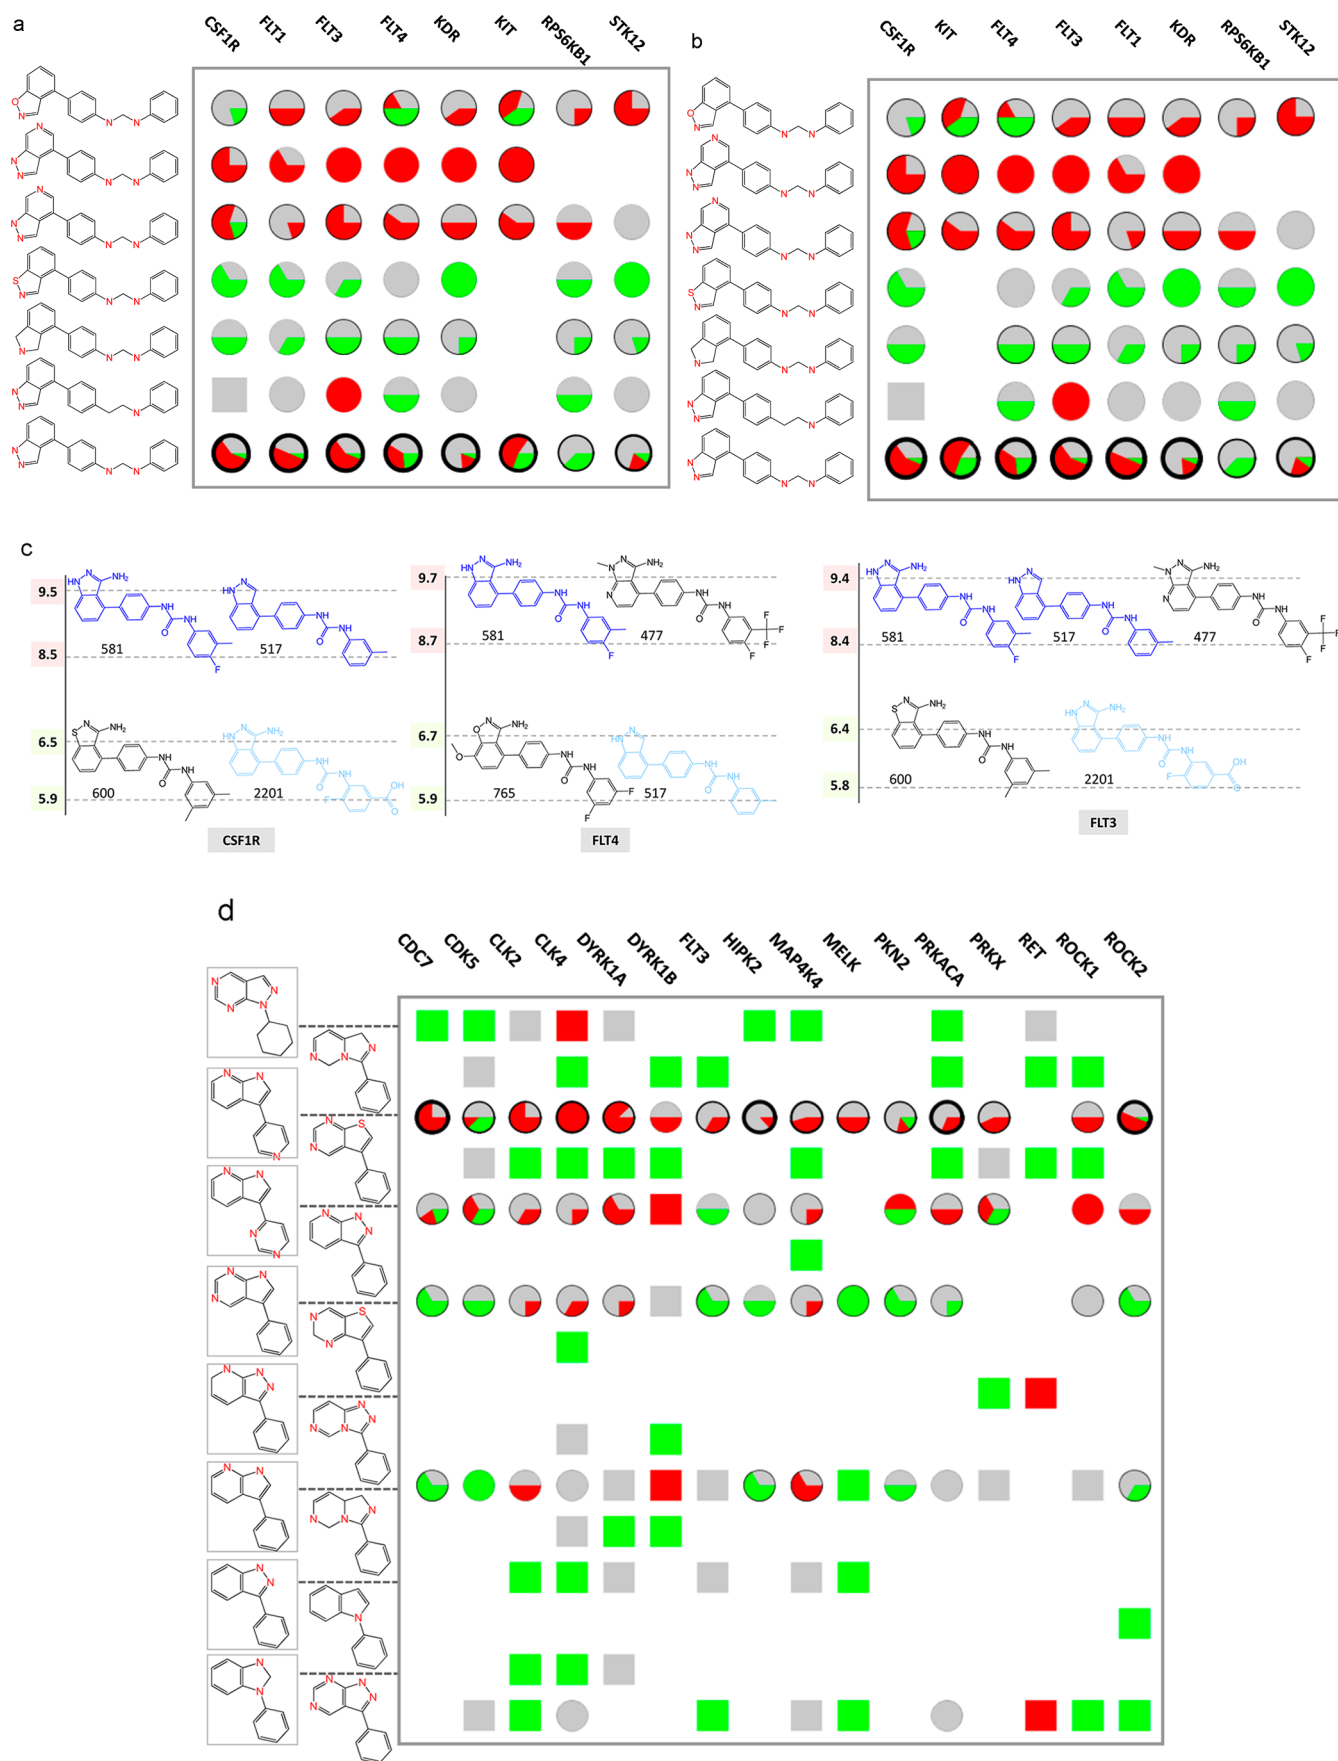 a
CSF1R FLT1 FLT3 FLT4 KDR KIT RPS6KB1 STK12
b
CSF1R KIT FLT4 FLT3 FLT1 KDR RPS6KB1 STK12
c
9.5
8.5
6.5
5.9
581 517
600 2201
CSF1R
9.7
8.7
6.7
5.9
581 477
765 517
FLT4
9.4
8.4
6.4
5.8
581 517 477
600 2201
FLT3
d
CDC7 CDK5 CLK2 CLK4 DYRK1A DYRK1B FLT3 HIPK2 MAP4K4 MELK PKN2 PRKACA PRKX RET ROCK1 ROCK2